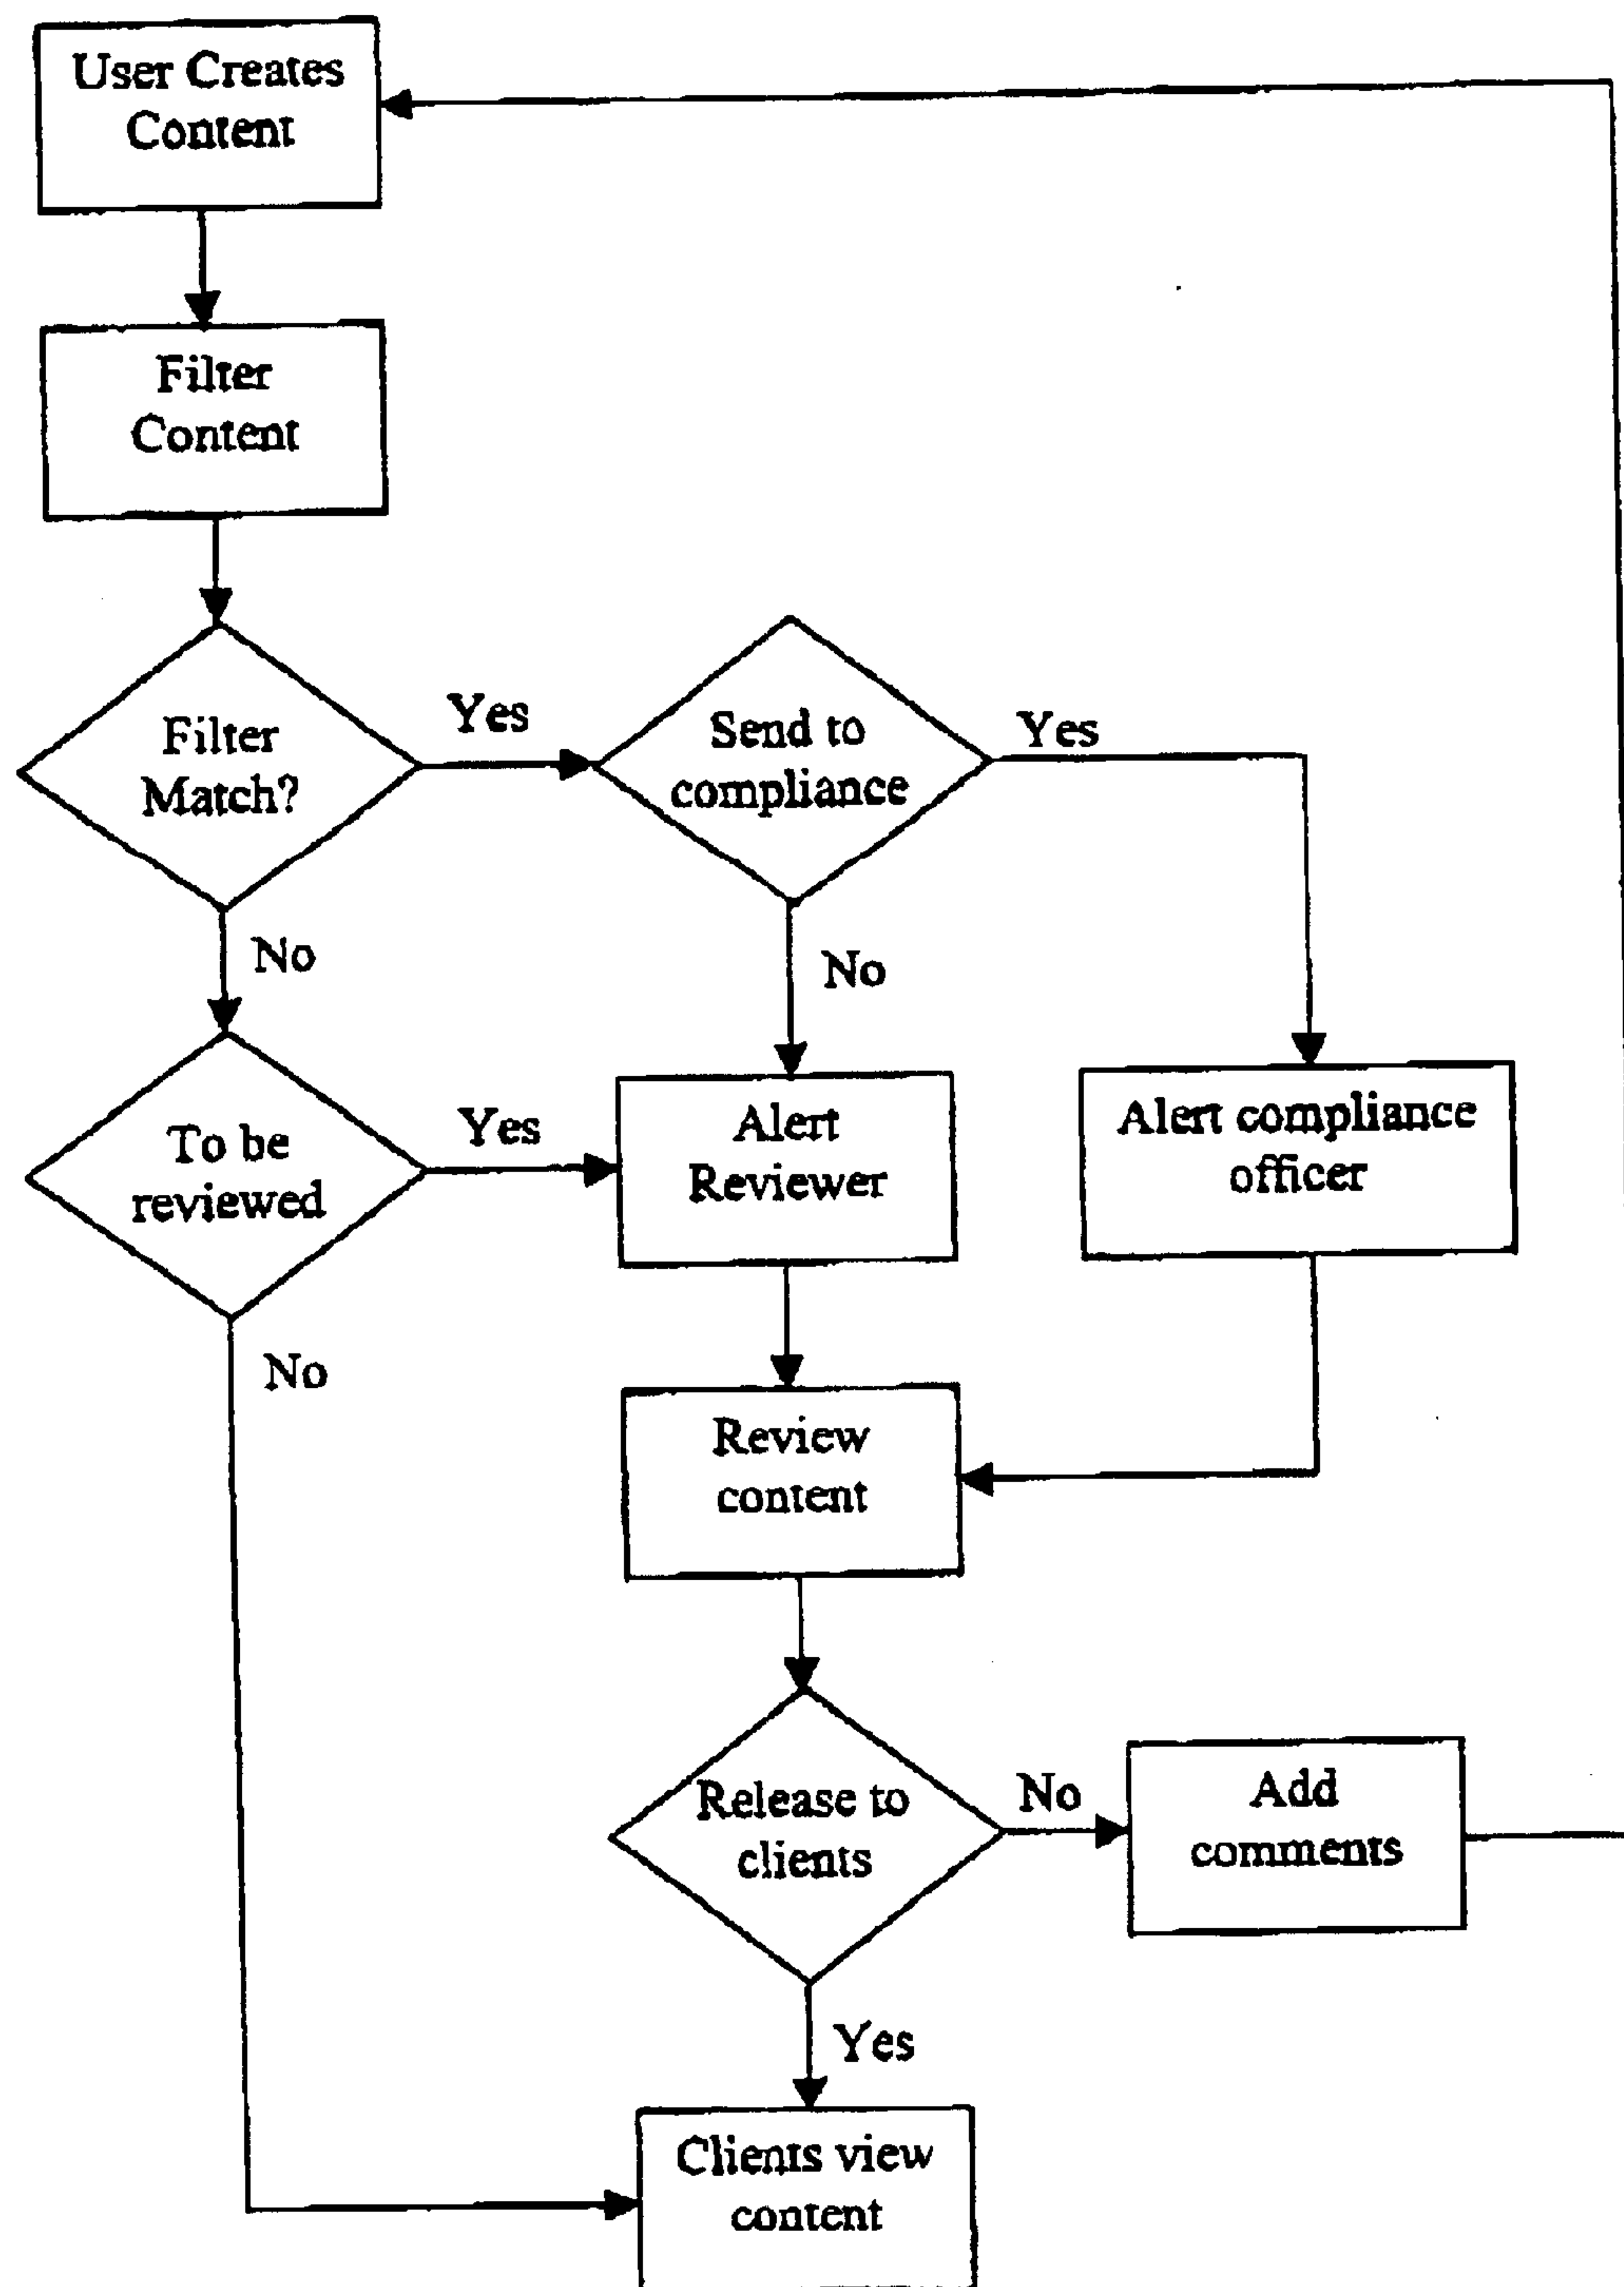 User Creates
Content
Filter
Content
Filter
Match?
Yes
Send to
compliance
Yes
No
No
To be
reviewed
Yes
Alert
Reviewer
Alert compliance
officer
No
Review
content
Release to
clients
No
Add
comments
Yes
Clients view
content